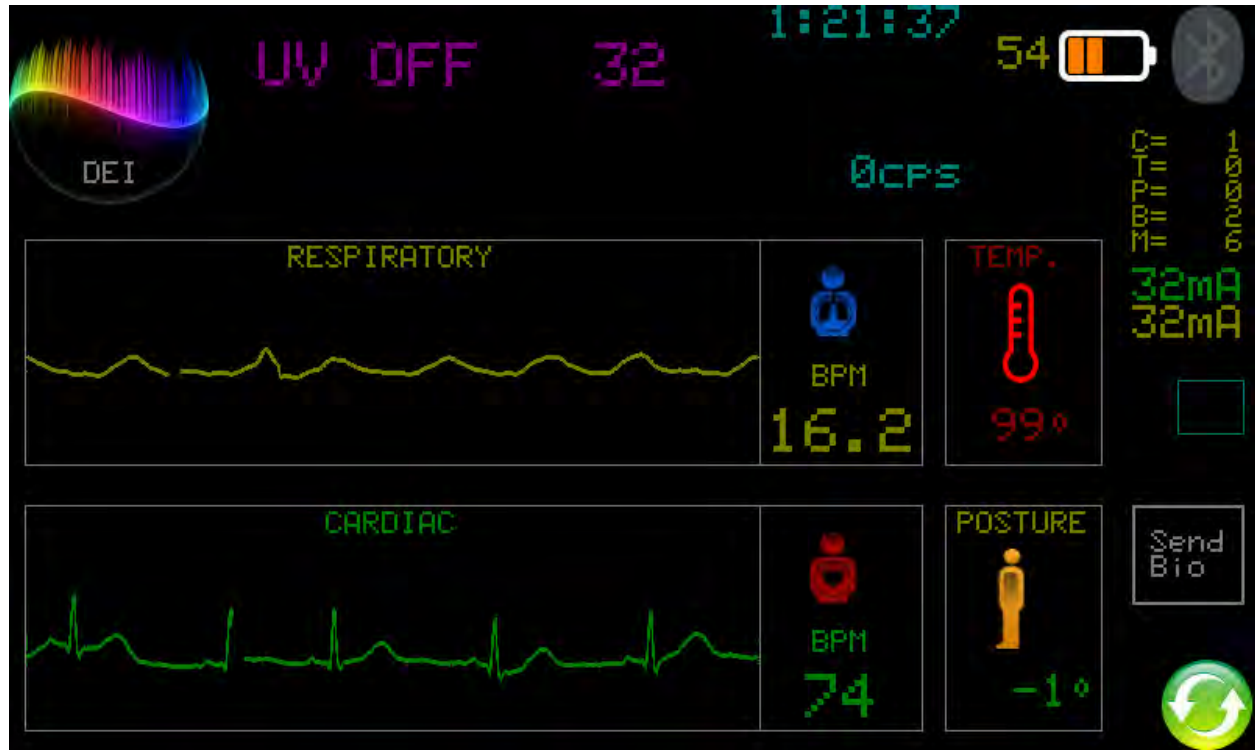 1:21:37
UV OFF 32
54
DEI
0cps
C= 1
T= 0
P= 0
B= 2
M= 6
32mA
32mA
RESPIRATORY
BPM
16.2
TEMP.
99°
CARDIAC
BPM
74
POSTURE
-1°
Send
Bio